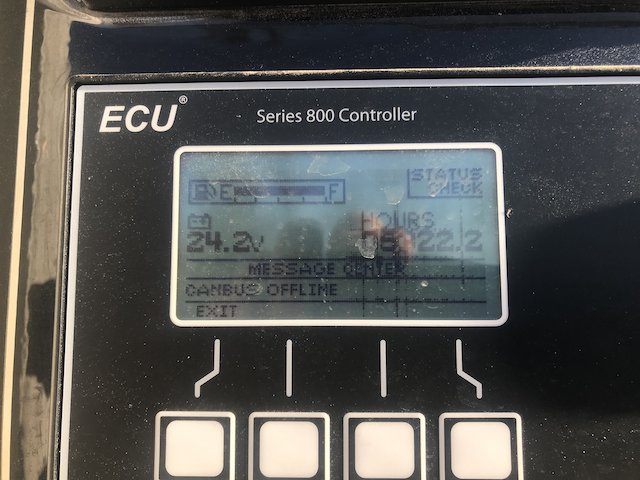 ECU®
Series 800 Controller
E F
STATUS
CHECK
HOURS
24.2v
MESSAGE CENTER
CANBUS OFFLINE
EXIT